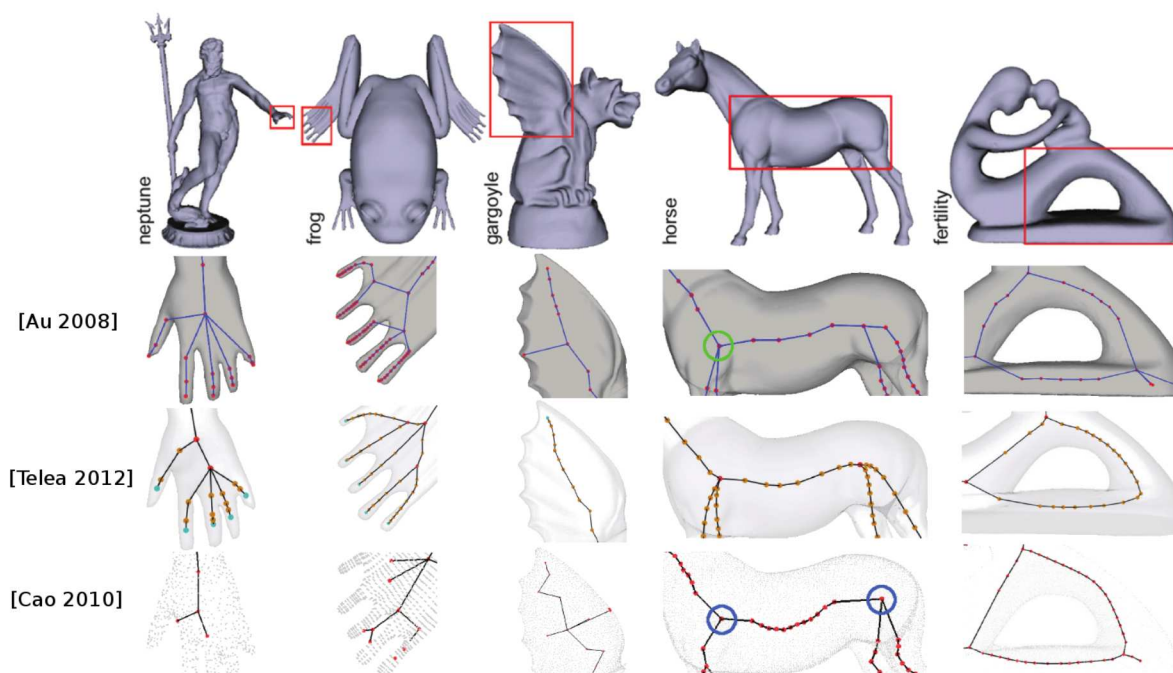 neptune
frog
gargoyle
horse
fertility
[Au 2008]
[Telea 2012]
[Cao 2010]